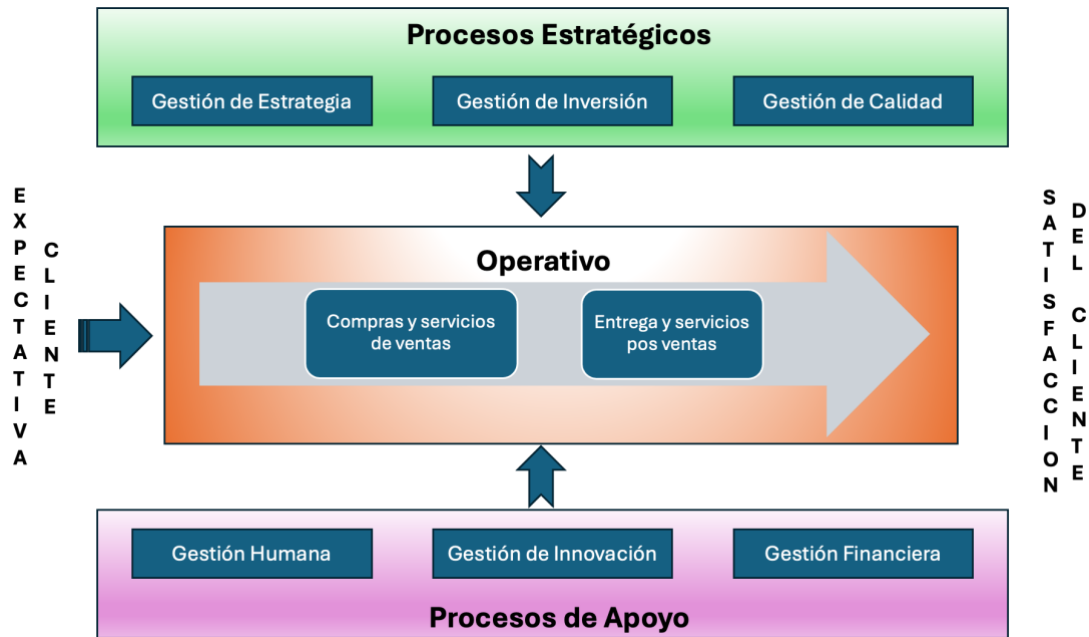 Procesos Estratégicos
Gestión de Estrategia
Gestión de Inversión
Gestión de Calidad
EXPECTATIVA
CLIENTE
Operativo
Compras y servicios
de ventas
Entrega y servicios
pos ventas
SATISFACCION
DEL CLIENTE
Gestión Humana
Gestión de Innovación
Gestión Financiera
Procesos de Apoyo